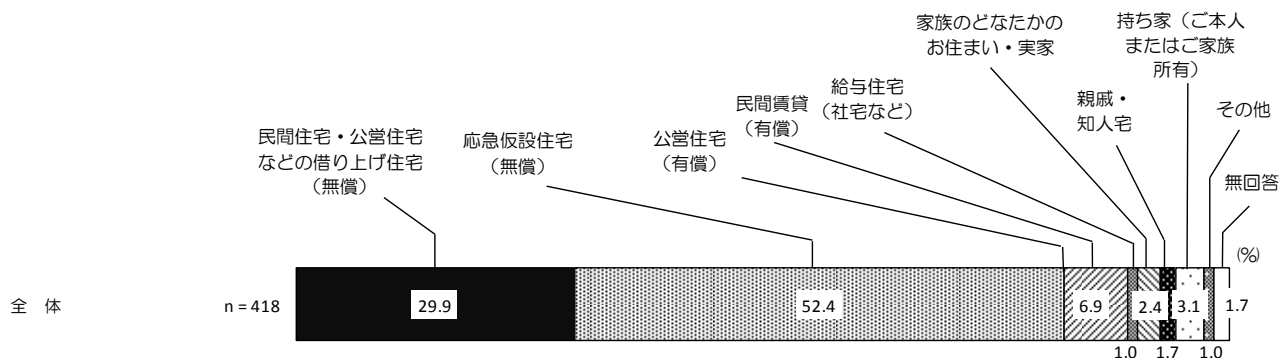 家族のどなたかの
お住まい・実家
持ち家（ご本人
またはご家族
所有）
給与住宅
（社宅など）
民間賃貸
（有償）
親戚・
知人宅
その他
民間住宅・公営住宅
などの借り上げ住宅
（無償）
応急仮設住宅
（無償）
公営住宅
（有償）
無回答
(%)
全　体
n = 418
29.9
52.4
6.9
2.4
3.1
1.7
1.0
1.7
1.0